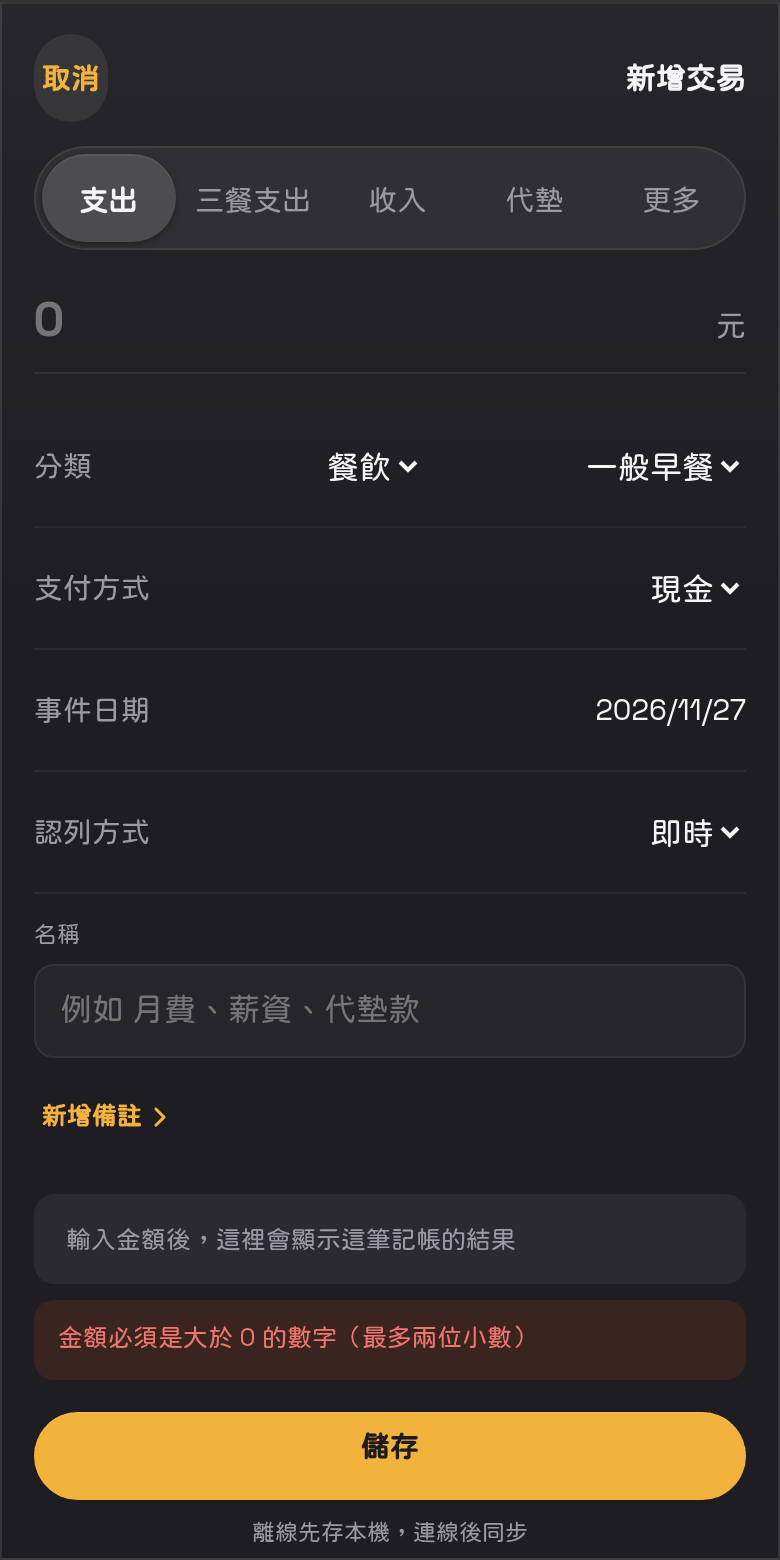 取消 新增交易
支出 三餐支出 收入 代墊 更多
0 元
分類 餐飲 一般早餐
支付方式 現金
事件日期 2026/11/27
認列方式 即時
名稱
例如 月費、薪資、代墊款
新增備註
輸入金額後，這裡會顯示這筆記帳的結果
金額必須是大於 0 的數字（最多兩位小數）
儲存
離線先存本機，連線後同步